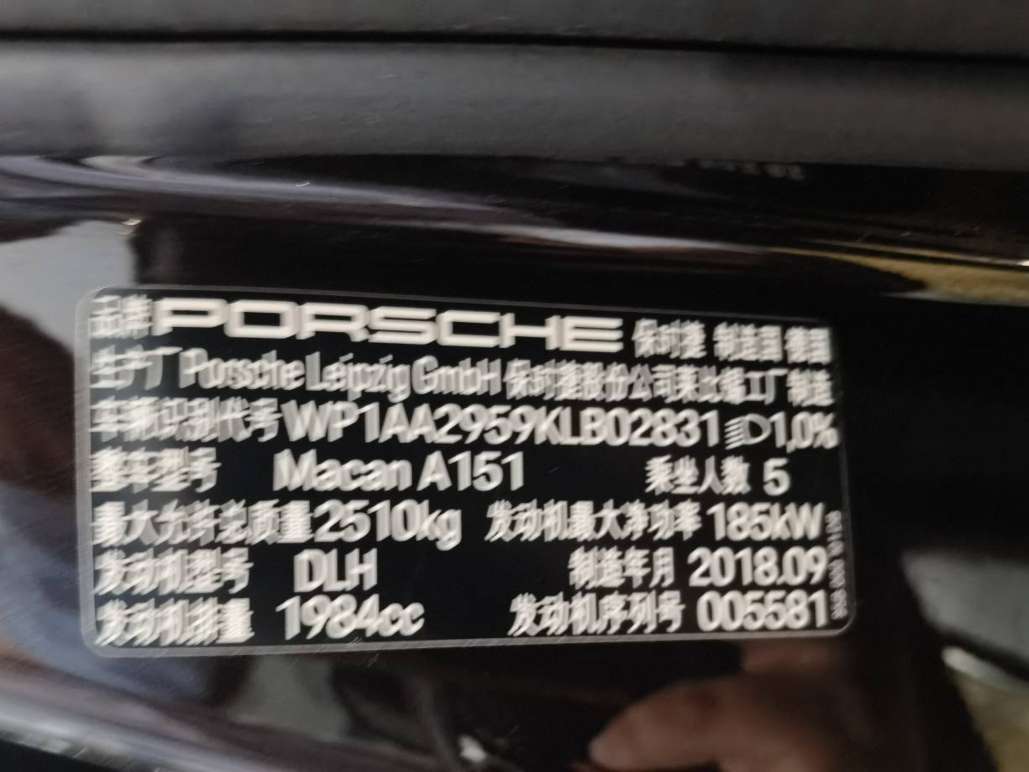 品牌 PORSCHE 保时捷 制造国 德国
生产厂 Porsche Leipzig GmbH 保时捷股份公司莱比锡工厂制造
车辆识别代号 WP1AA2959KLB02831 1,0%
整车型号 Macan A151 乘坐人数 5
最大允许总质量 2510kg 发动机最大净功率 185kW
发动机型号 DLH 制造年月 2018.09
发动机排量 1984cc 发动机序列号 005581